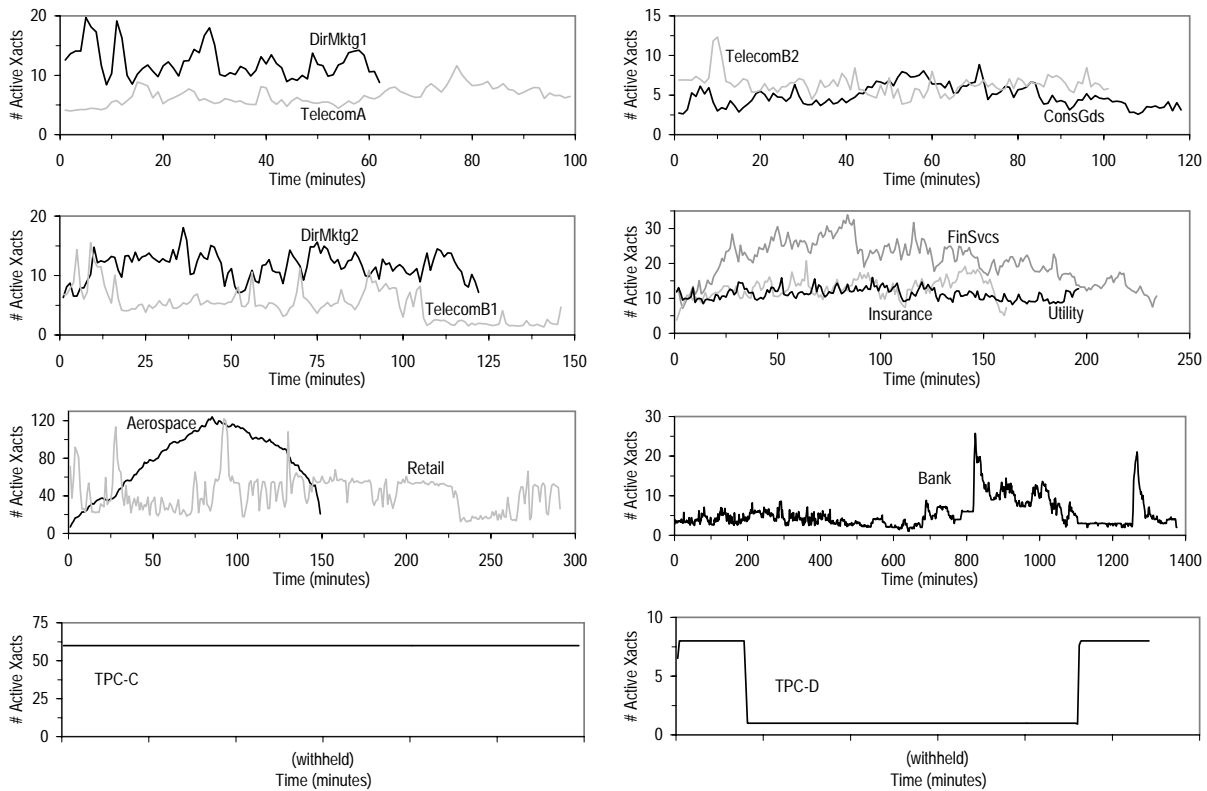 # Active Xacts
20
15
10
5
0
DirMktg1
TelecomA
0 20 40 60 80 100
Time (minutes)
# Active Xacts
15
10
5
0
TelecomB2
ConsGds
0 20 40 60 80 100 120
Time (minutes)
# Active Xacts
20
10
0
DirMktg2
TelecomB1
0 25 50 75 100 125 150
Time (minutes)
# Active Xacts
30
20
10
0
FinSvcs
Insurance
Utility
0 50 100 150 200 250
Time (minutes)
# Active Xacts
120
80
40
0
Aerospace
Retail
0 50 100 150 200 250 300
Time (minutes)
# Active Xacts
30
20
10
0
Bank
0 200 400 600 800 1000 1200 1400
Time (minutes)
# Active Xacts
75
50
25
0
TPC-C
(withheld)
Time (minutes)
# Active Xacts
10
5
0
TPC-D
(withheld)
Time (minutes)